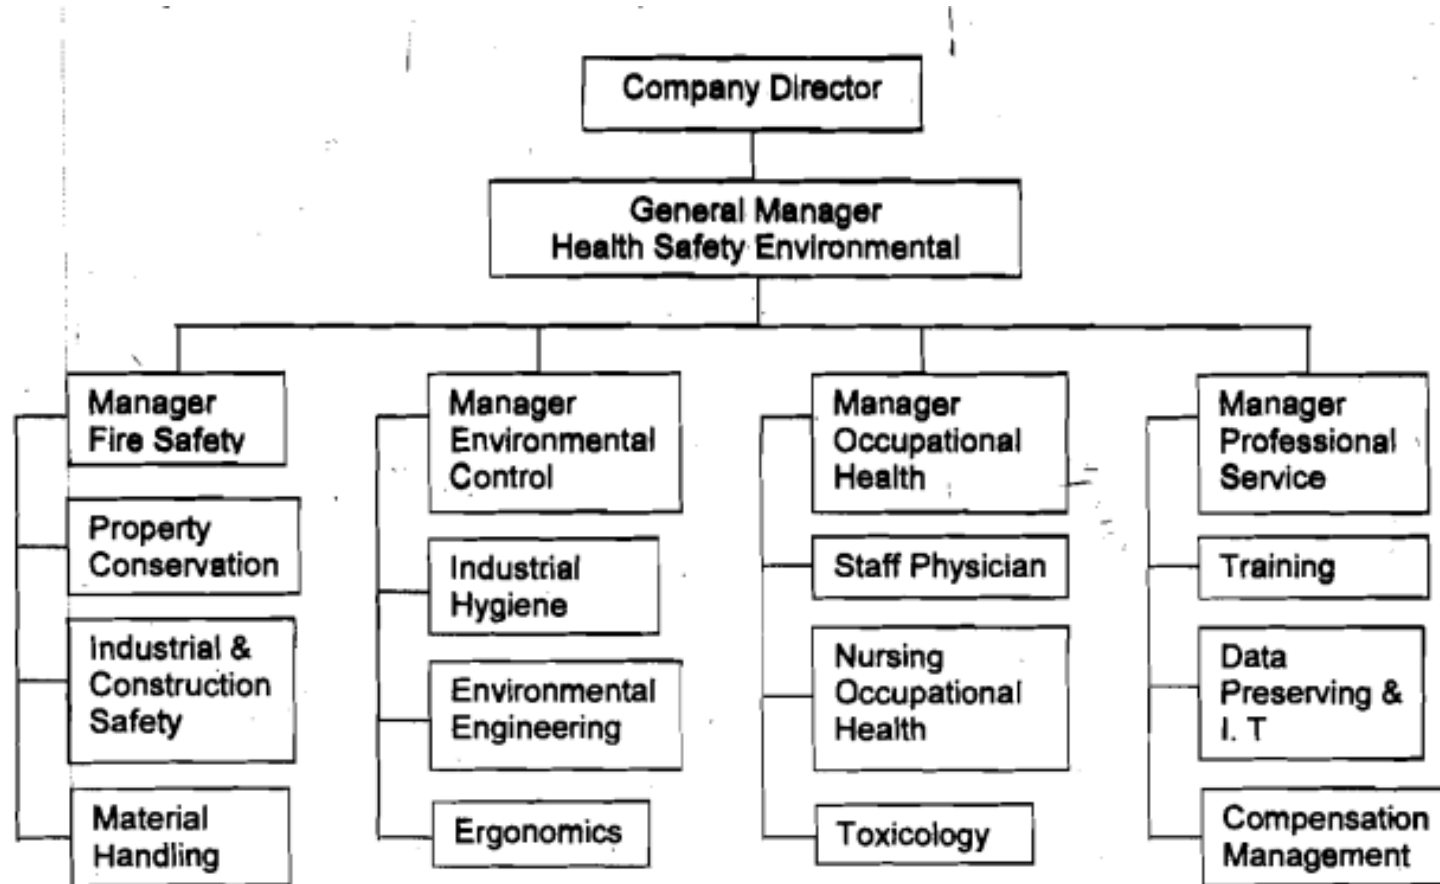 Company Director
General Manager
Health Safety Environmental
Manager
Fire Safety
Property
Conservation
Industrial &
Construction
Safety
Material
Handling
Manager
Environmental
Control
Industrial
Hygiene
Environmental
Engineering
Ergonomics
Manager
Occupational
Health
Staff Physician
Nursing
Occupational
Health
Toxicology
Manager
Professional
Service
Training
Data
Preserving &
I. T
Compensation
Management